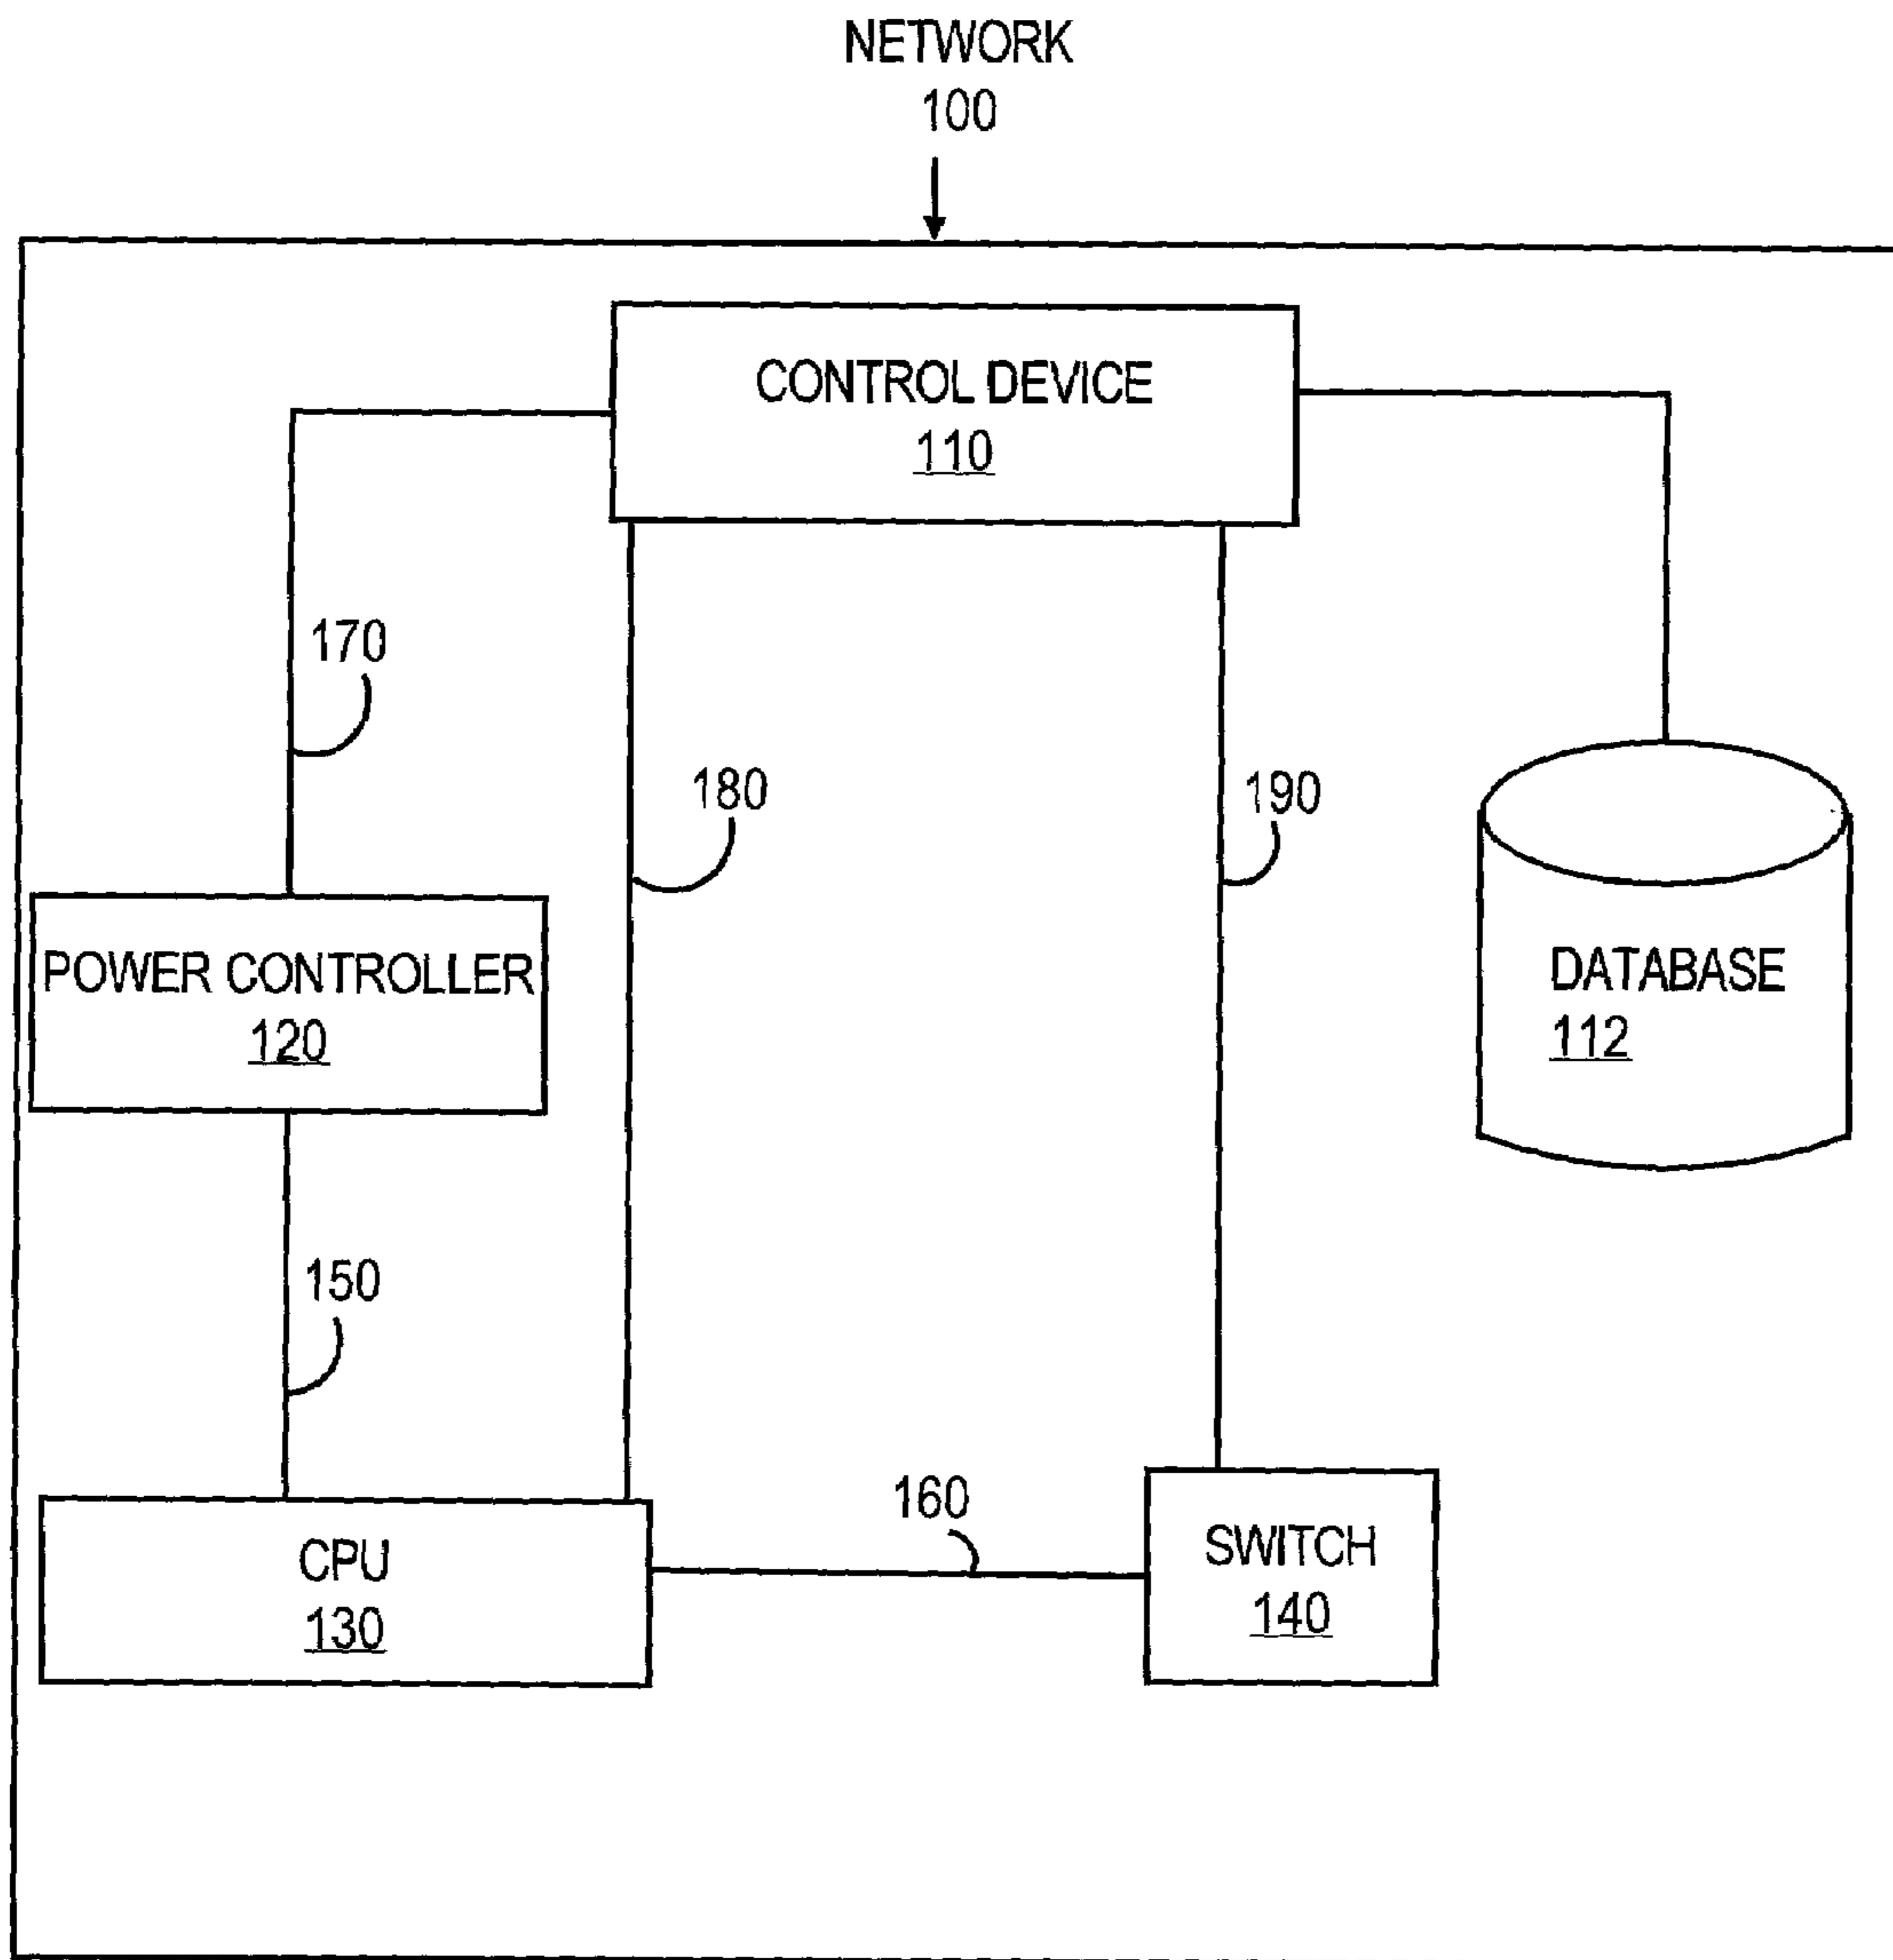 NETWORK
100
CONTROL DEVICE
110
170
180
190
POWER CONTROLLER
120
DATABASE
112
150
160
CPU
130
SWITCH
140